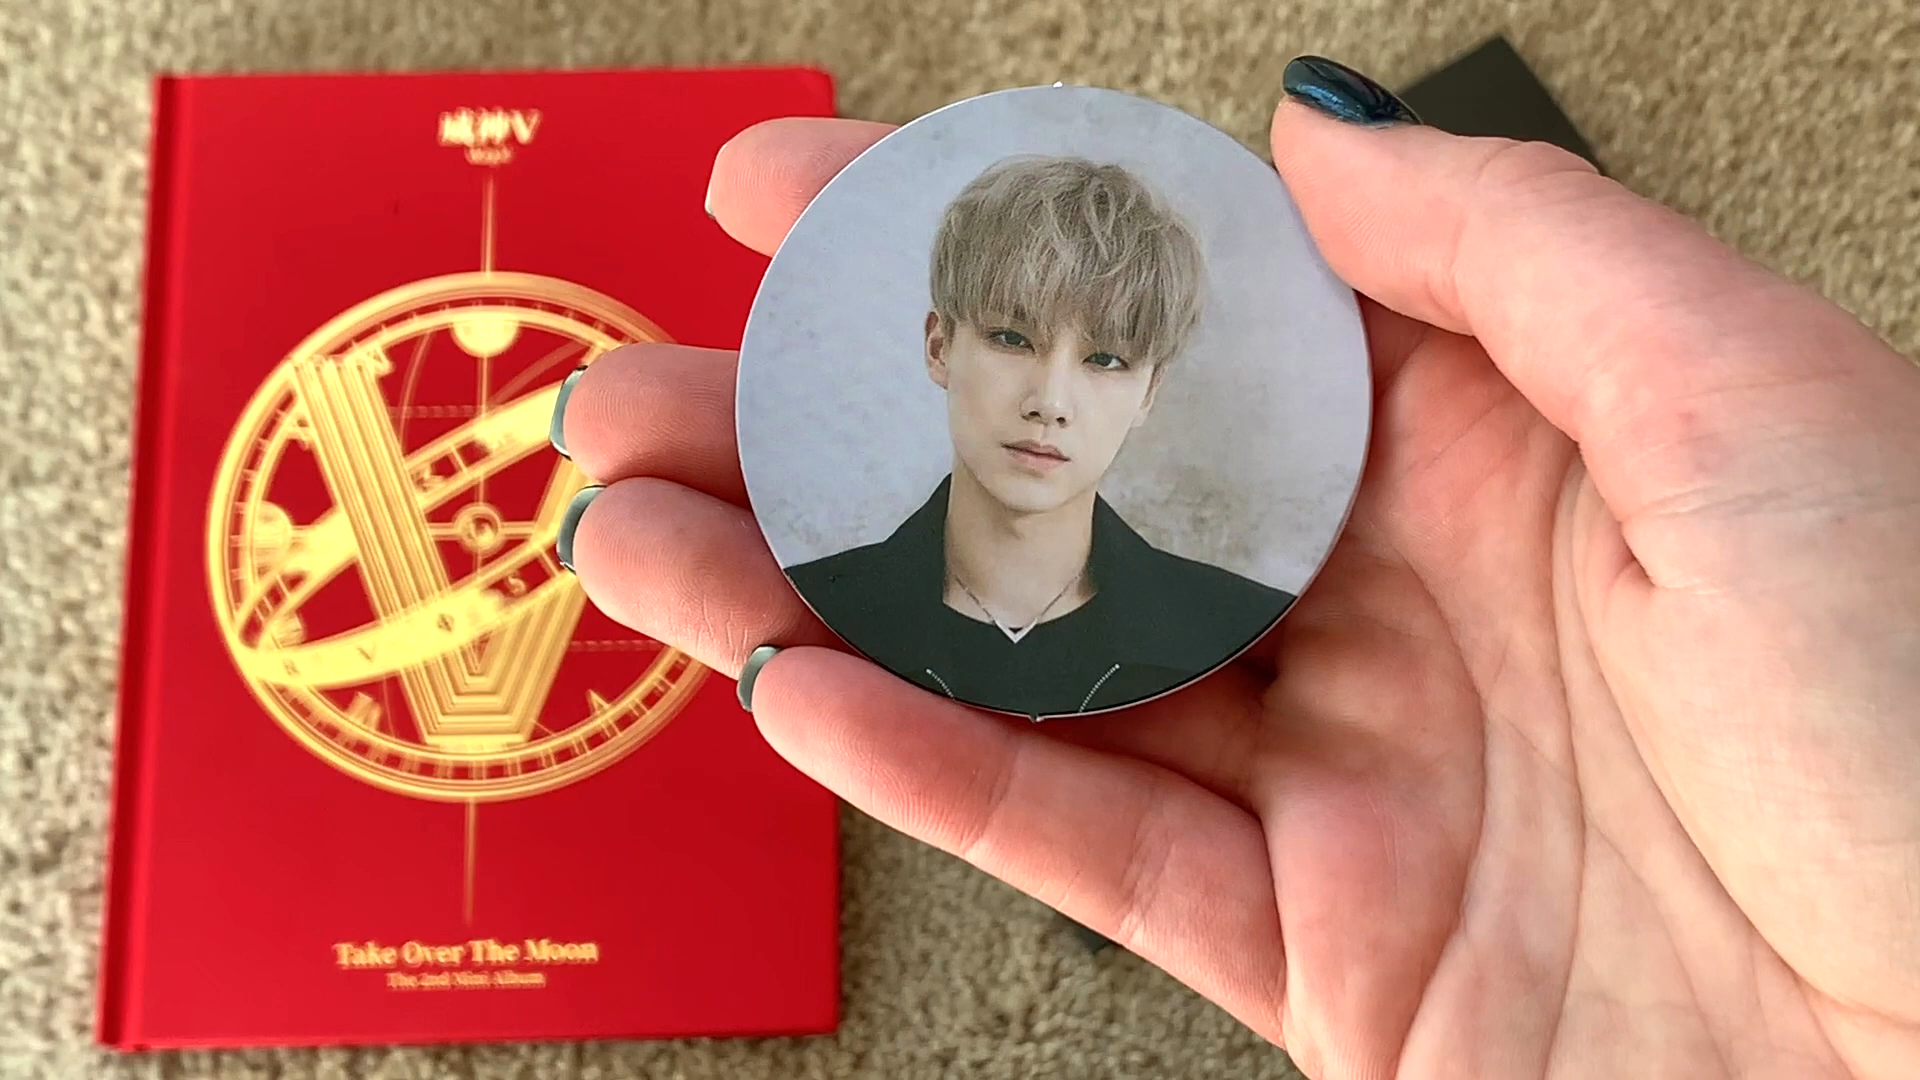 威神V
WayV
Take Over The Moon
The 2nd Mini Album